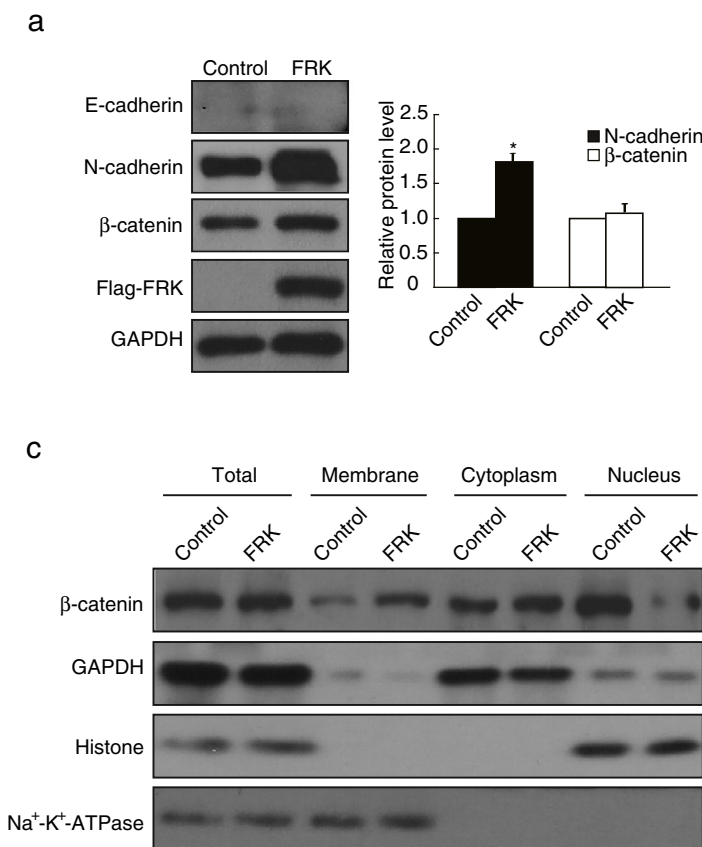 a
Control FRK
E-cadherin
N-cadherin
β-catenin
Flag-FRK
GAPDH
Relative protein level
2.5
2.0
1.5
1.0
0.5
0
*
N-cadherin
β-catenin
Control
FRK
Control
FRK
c
Total Membrane Cytoplasm Nucleus
Control FRK Control FRK Control FRK Control FRK
β-catenin
GAPDH
Histone
Na⁺-K⁺-ATPase